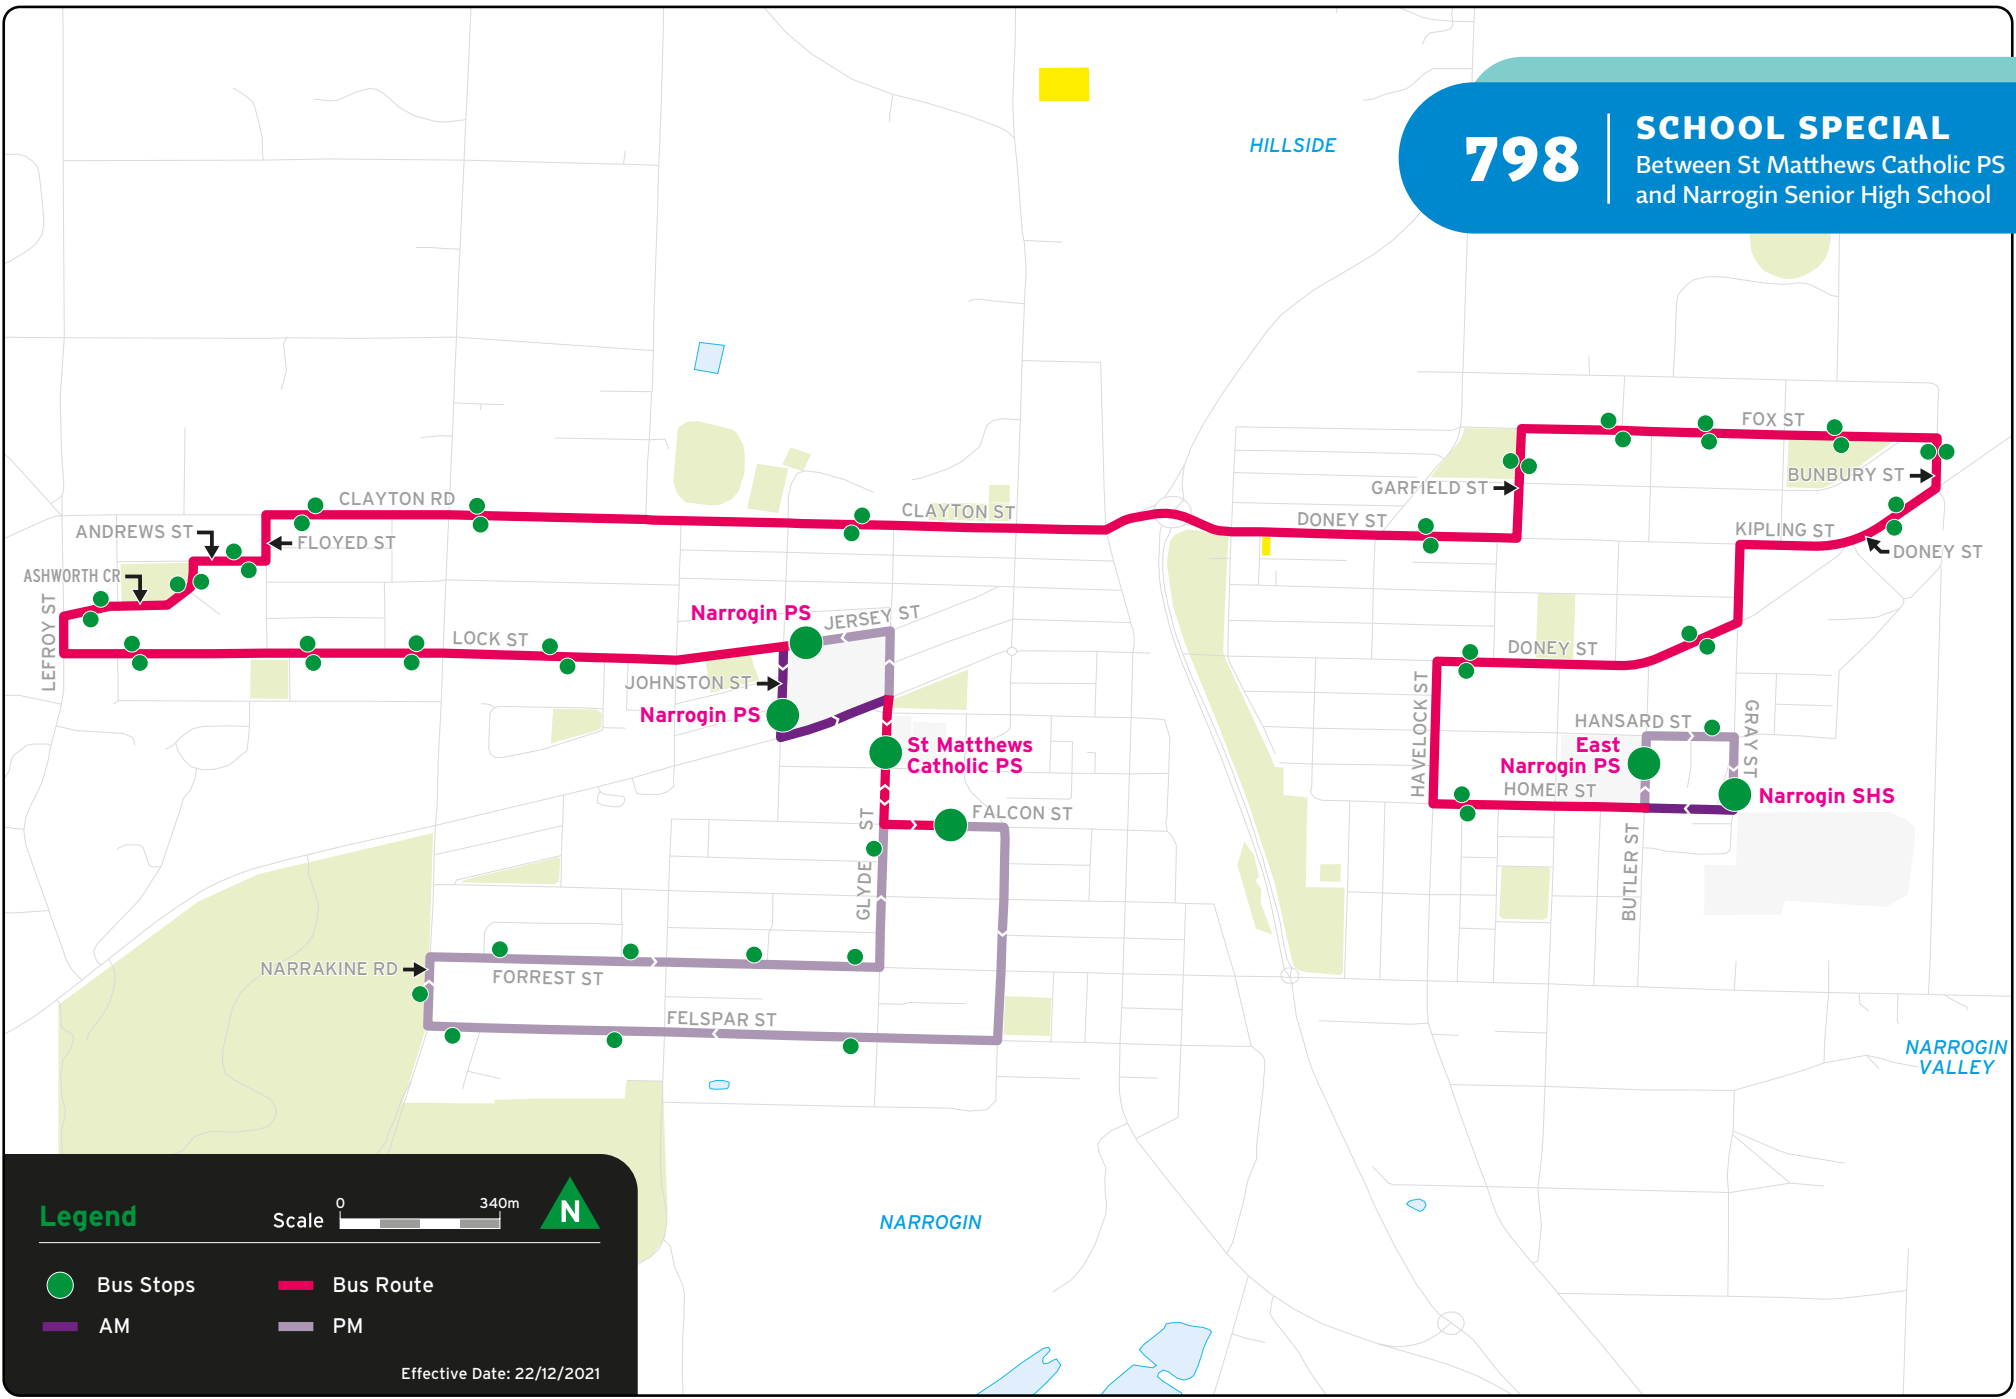 798
SCHOOL SPECIAL
Between St Matthews Catholic PS
and Narrogin Senior High School
HILLSIDE
FOX ST
BUNBURY ST
GARFIELD ST
CLAYTON RD
CLAYTON ST
DONEY ST
KIPLING ST
DONEY ST
ANDREWS ST
FLOYED ST
ASHWORTH CR
LEFROY ST
LOCK ST
Narrogin PS
JERSEY ST
JOHNSTON ST
Narrogin PS
DONEY ST
HAVELOCK ST
HANSARD ST
GRAY ST
East
Narrogin PS
HOMER ST
Narrogin SHS
BUTLER ST
St Matthews
Catholic PS
FALCON ST
GLYDE ST
NARRAKINE RD
FORREST ST
FELSPAR ST
NARROGIN
VALLEY
NARROGIN
Legend
Scale
0
340m
N
Bus Stops
Bus Route
AM
PM
Effective Date: 22/12/2021